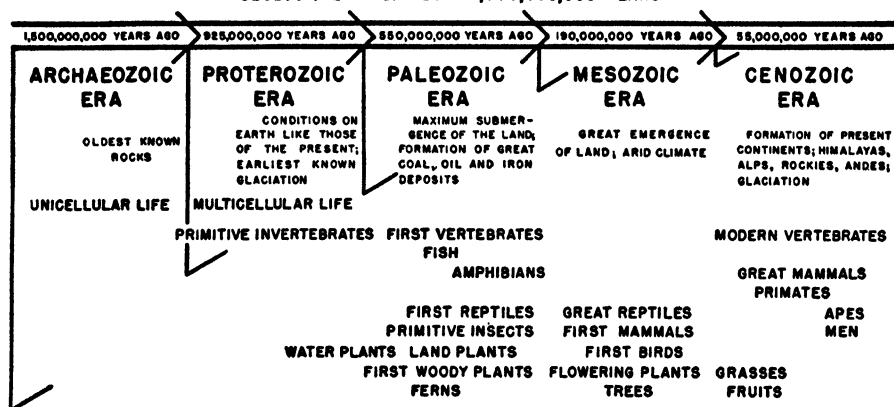 1,500,000,000 YEARS AGO 925,000,000 YEARS AGO 550,000,000 YEARS AGO 190,000,000 YEARS AGO 55,000,000 YEARS AGO
ARCHAEOZOIC ERA
OLDEST KNOWN
ROCKS
UNICELLULAR LIFE
PROTEROZOIC ERA
CONDITIONS ON
EARTH LIKE THOSE
OF THE PRESENT;
EARLIEST KNOWN
GLACIATION
MULTICELLULAR LIFE
PRIMITIVE INVERTEBRATES
WATER PLANTS
PALEOZOIC ERA
MAXIMUM SUBMER-
GENCE OF THE LAND;
FORMATION OF GREAT
COAL, OIL AND IRON
DEPOSITS
FIRST VERTEBRATES
FISH
AMPHIBIANS
FIRST REPTILES
PRIMITIVE INSECTS
LAND PLANTS
FIRST WOODY PLANTS
FERNS
MESOZOIC ERA
GREAT EMERGENCE
OF LAND; ARID CLIMATE
GREAT REPTILES
FIRST MAMMALS
FIRST BIRDS
FLOWERING PLANTS
TREES
CENOZOIC ERA
FORMATION OF PRESENT
CONTINENTS; HIMALAYAS,
ALPS, ROCKIES, ANDES;
GLACIATION
MODERN VERTEBRATES
GREAT MAMMALS
PRIMATES
APES
MEN
GRASSES
FRUITS